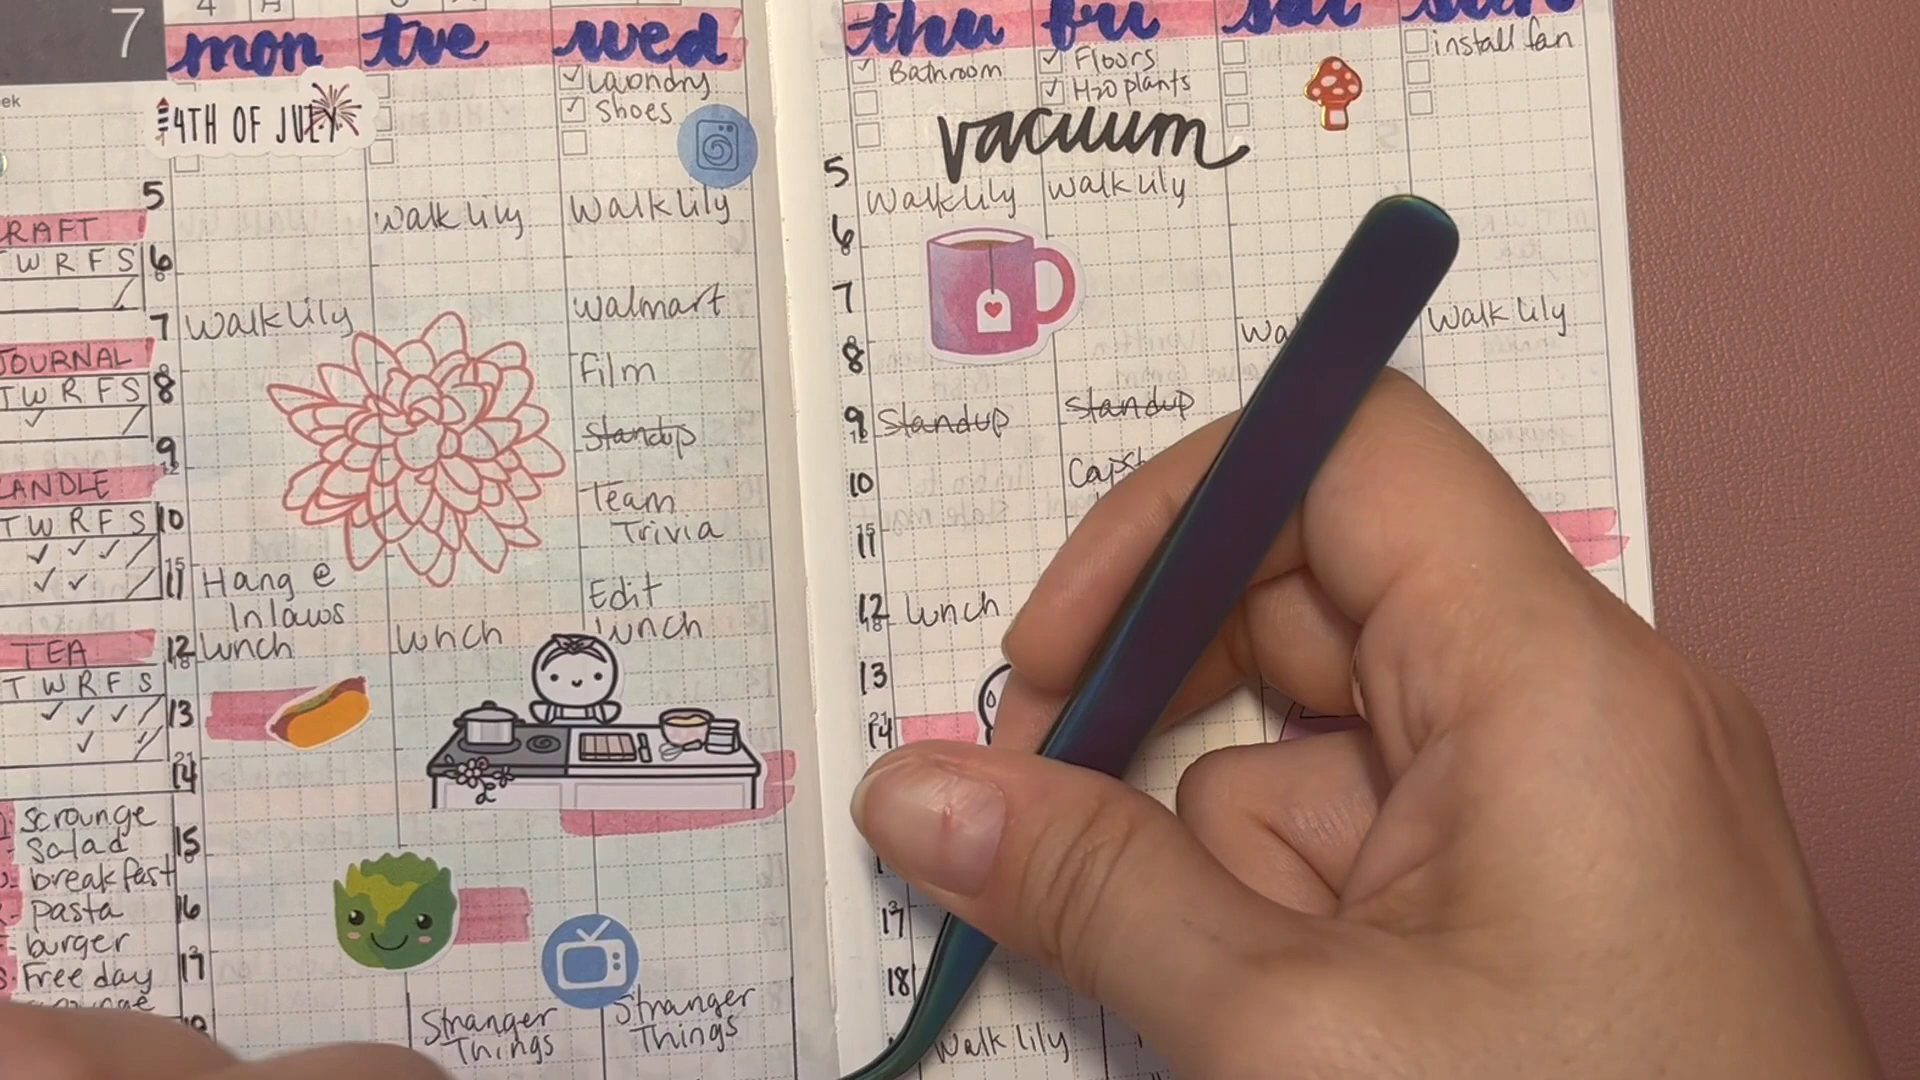 7
mon tue wed
4TH OF JULY
Laundry
Shoes
5
Walk Lily
Walk Lily
RAFT
T W R F S
6
Walmart
7
Walk Lily
JOURNAL
T W R F S
8
Film
9
Standup
ANDLE
T W R F S
10
Team
Trivia
11
Hang @
Inlaws
Edit
12
Lunch
Lunch
Lunch
TEA
T W R F S
13
14
Scrounge
Salad
breakfast
pasta
burger
Free day
15
16
17
Stranger
Things
Stranger
Things
thu fri sat sun
Bathroom
Floors
H2O plants
install fan
vacuum
5
Walk Lily
Walk Lily
6
7
Walk Lily
8
9
Standup
Standup
10
11
12
Lunch
13
14
17
18
Walk Lily